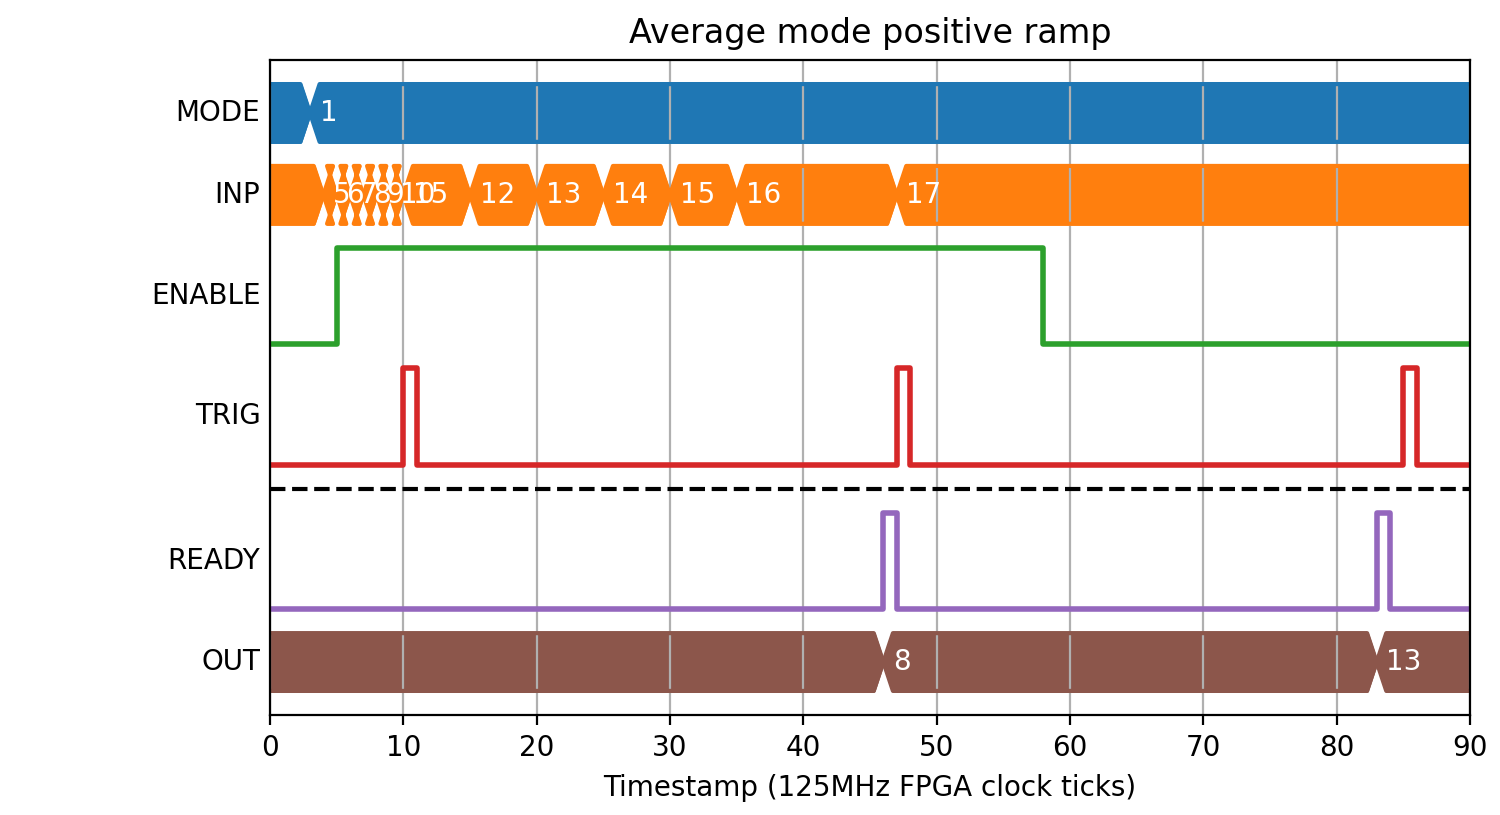 Average mode positive ramp
MODE 1
INP 5 6 7 8 9 10 15 12 13 14 15 16 17
ENABLE
TRIG
READY
OUT 8 13
0 10 20 30 40 50 60 70 80 90
Timestamp (125MHz FPGA clock ticks)